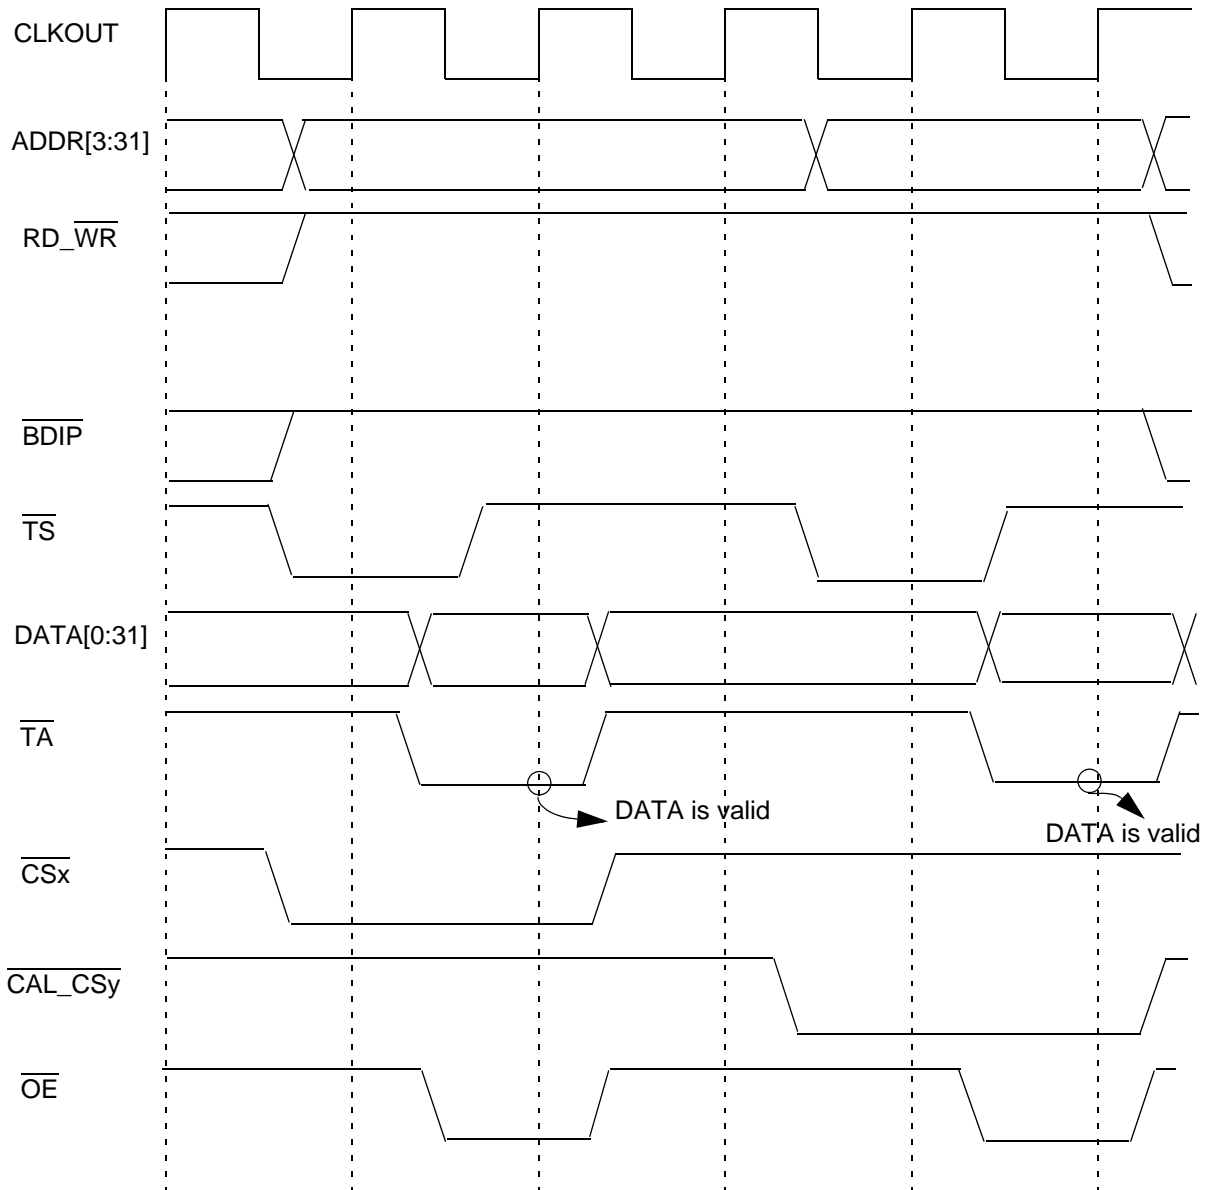 CLKOUT
ADDR[3:31]
RD_WR
BDIP
TS
DATA[0:31]
TA
DATA is valid
DATA is valid
CSx
CAL_CSy
OE